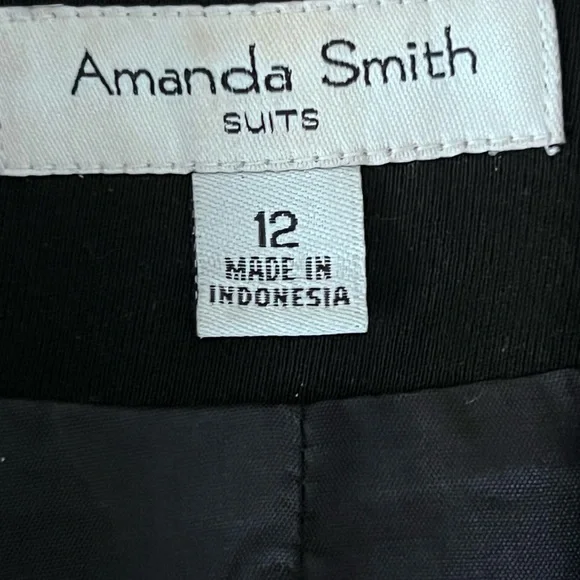 Amanda Smith
SUITS
12
MADE IN
INDONESIA